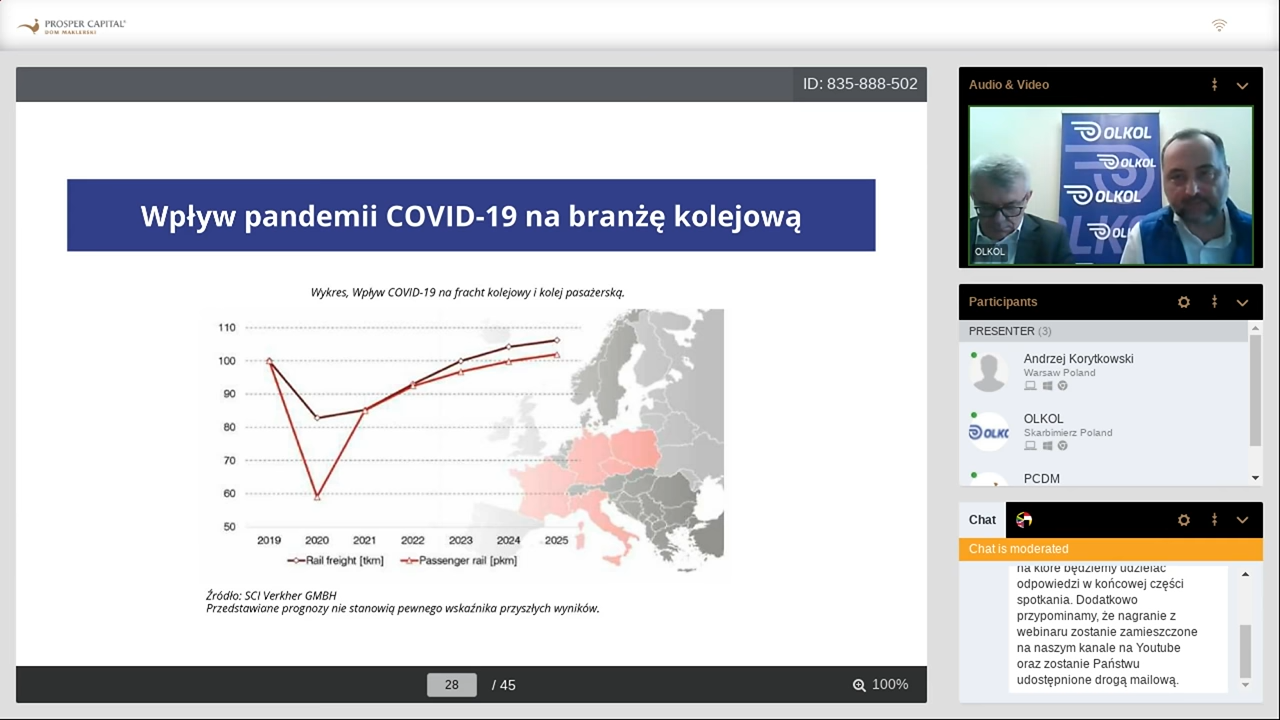 PROSPER CAPITAL
DOM MAKLERSKI
ID: 835-888-502
Wpływ pandemii COVID-19 na branżę kolejową
Wykres, Wpływ COVID-19 na fracht kolejowy i kolej pasażerską.
110
100
90
80
70
60
50
2019 2020 2021 2022 2023 2024 2025
Rail freight [tkm] Passenger rail [pkm]
Źródło: SCI Verkher GMBH
Przedstawiane prognozy nie stanowią pewnego wskaźnika przyszłych wyników.
28 / 45
100%
Audio & Video
OLKOL
OLKOL
OLKOL
OLKOL
OLKOL
Participants
PRESENTER (3)
Andrzej Korytkowski
Warsaw Poland
OLKOL
Skarbimierz Poland
PCDM
Chat
Chat is moderated
na które będziemy udzielać
odpowiedzi w końcowej części
spotkania. Dodatkowo
przypominamy, że nagranie z
webinaru zostanie zamieszczone
na naszym kanale na Youtube
oraz zostanie Państwu
udostępnione drogą mailową.